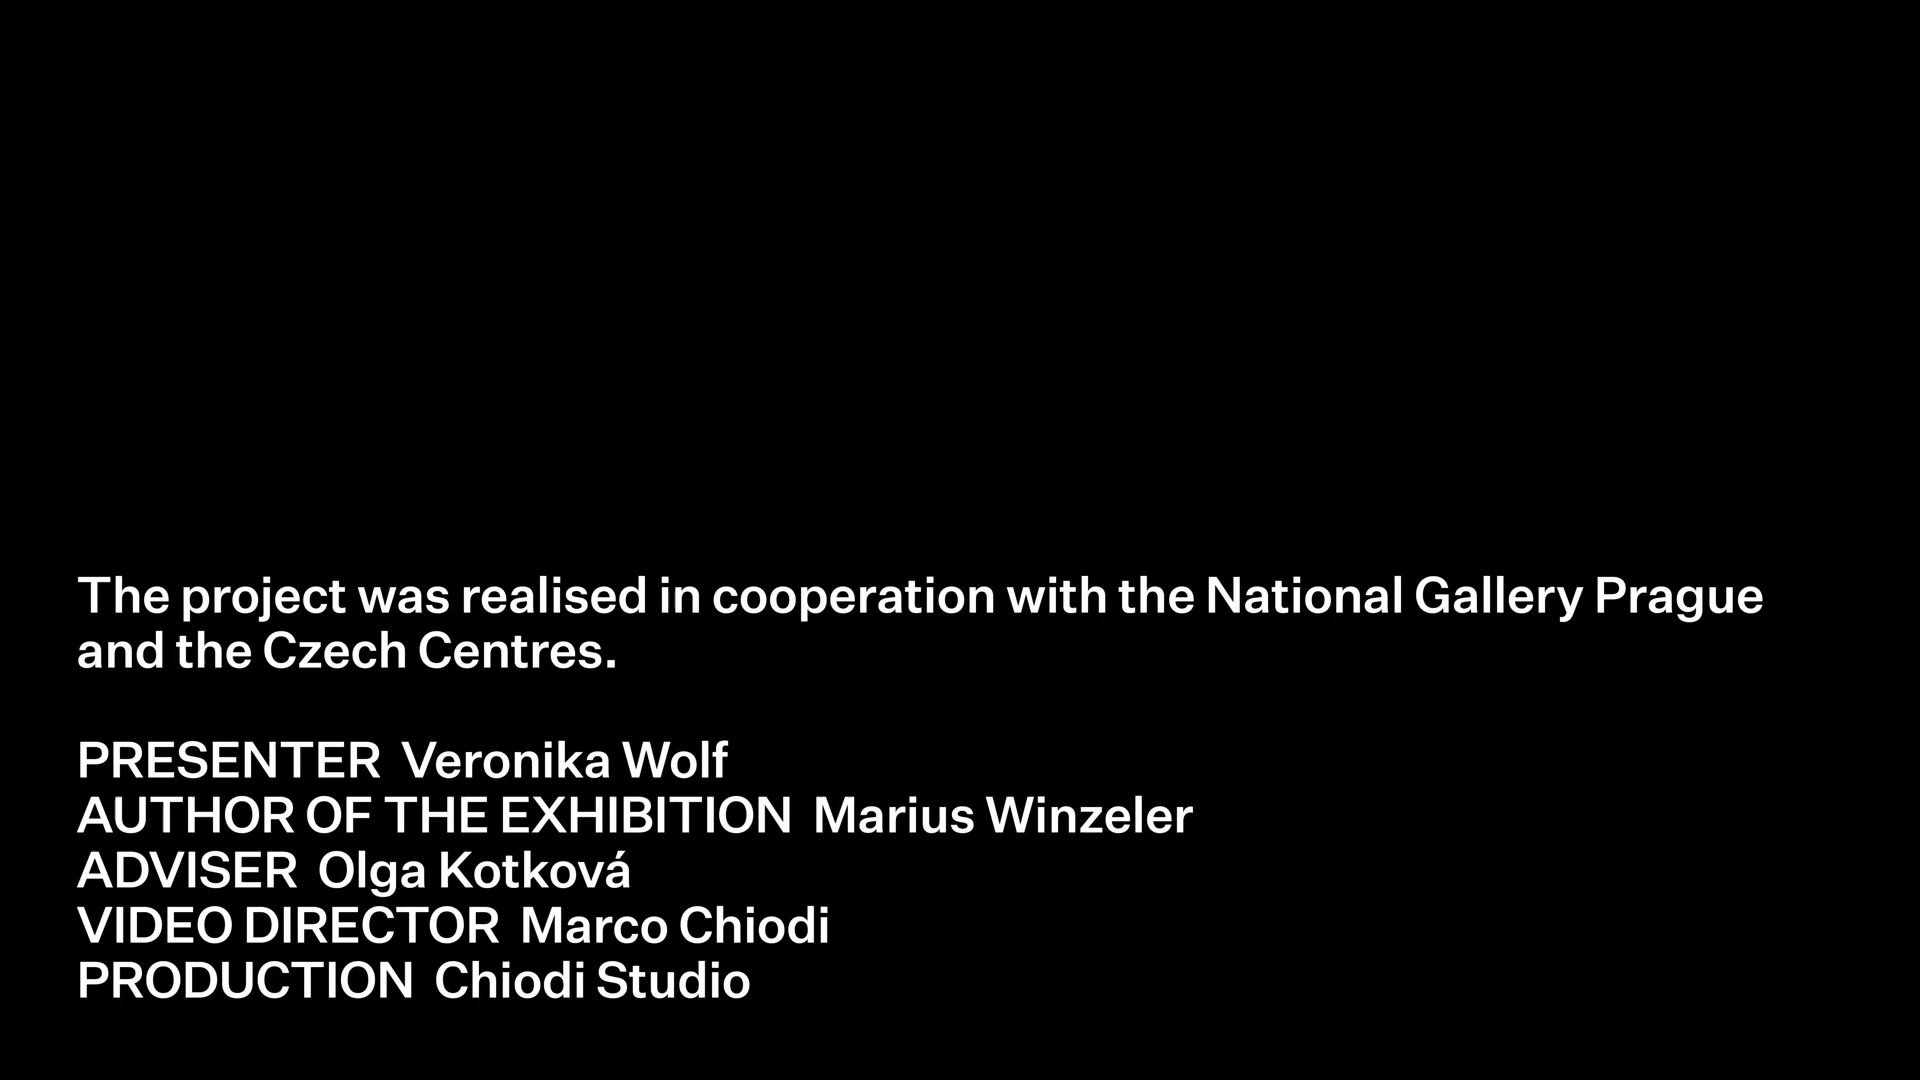 The project was realised in cooperation with the National Gallery Prague
and the Czech Centres.
PRESENTER Veronika Wolf
AUTHOR OF THE EXHIBITION Marius Winzeler
ADVISER Olga Kotková
VIDEO DIRECTOR Marco Chiodi
PRODUCTION Chiodi Studio